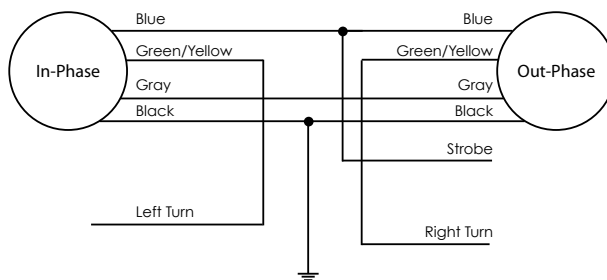 Blue
Blue
Green/Yellow
Green/Yellow
In-Phase
Out-Phase
Gray
Gray
Black
Black
Strobe
Left Turn
Right Turn